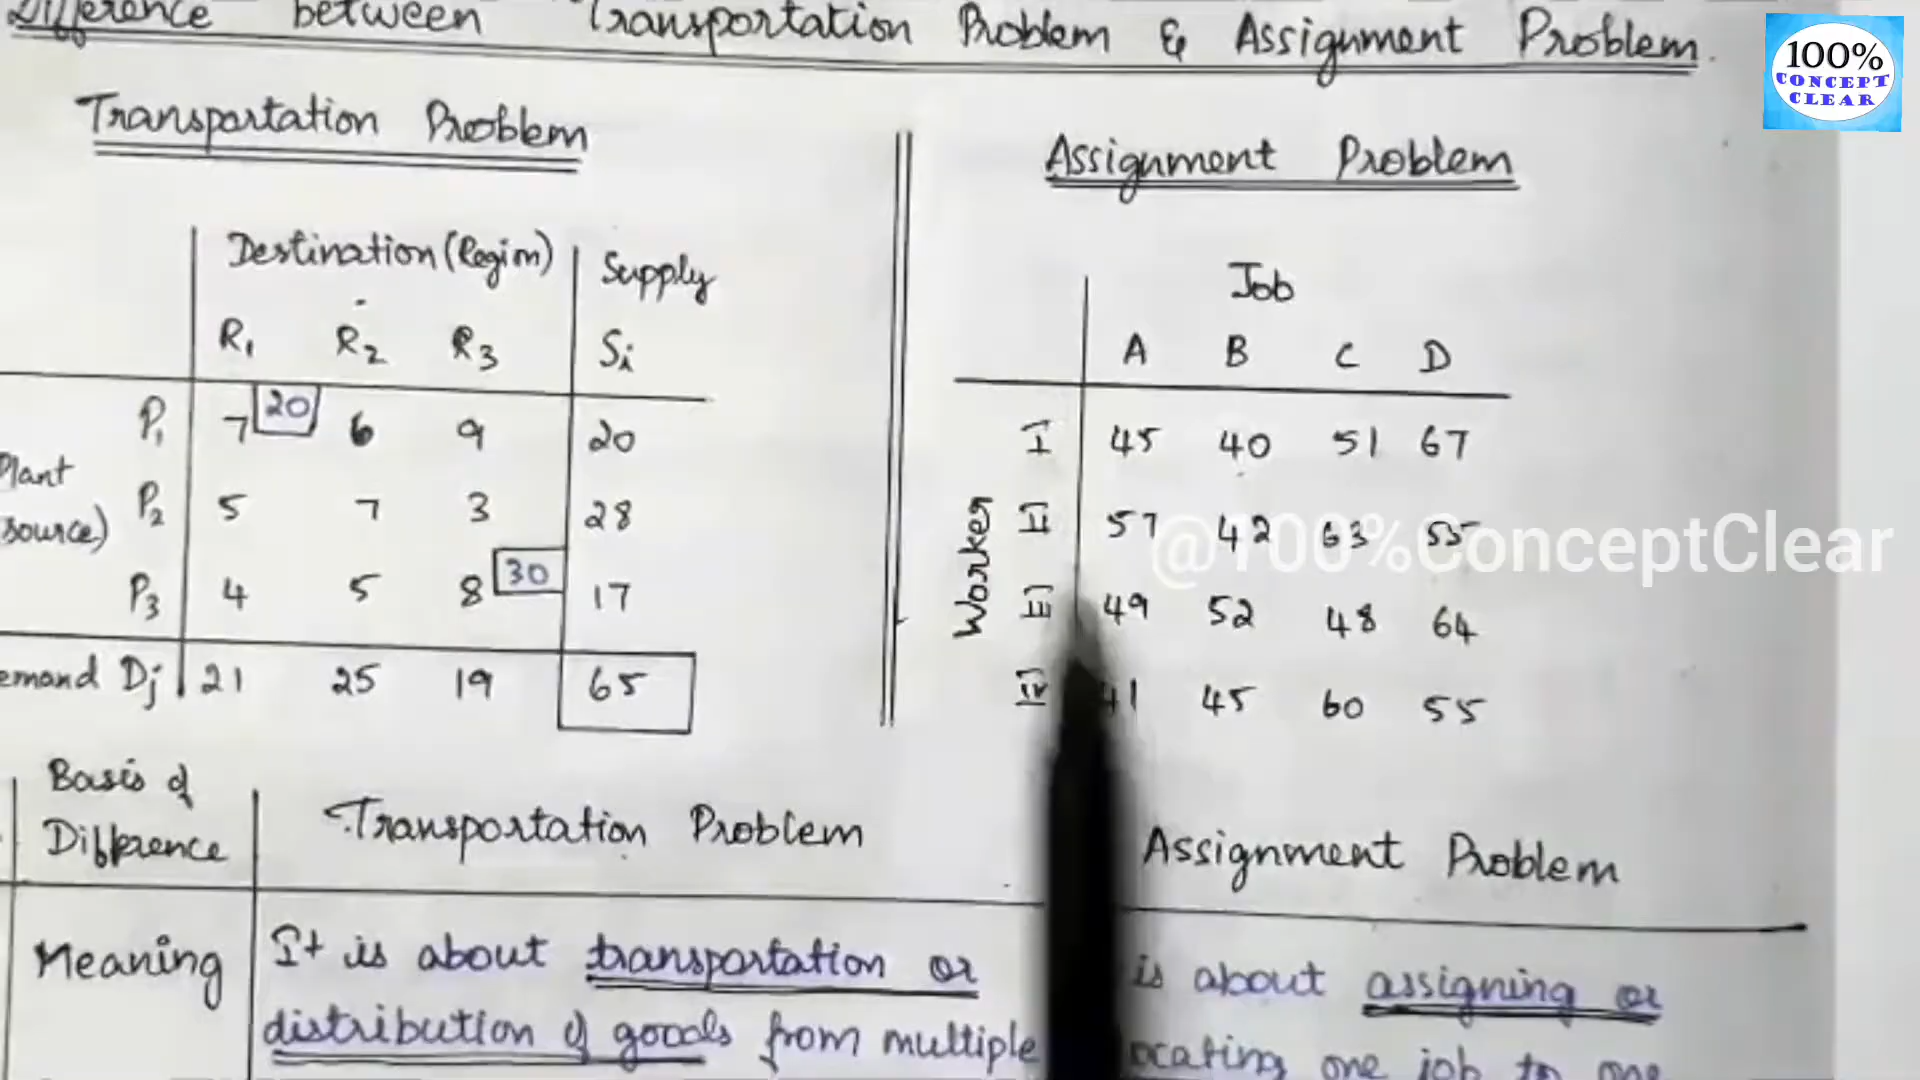 Difference between Transportation Problem & Assignment Problem.
100%
CONCEPT
CLEAR
Transportation Problem
Destination (Region) Supply
R1 R2 R3 Si
P1 7 20 6 9 20
Plant
P2 5 7 3 28
source)
P3 4 5 8 30 17
emand Dj 21 25 19 65
Assignment Problem
Job
A B C D
Worker
I 45 40 51 67
II 57 42 63 55
III 49 52 48 64
IV 41 45 60 55
@100%ConceptClear
Basis of
Difference Transportation Problem Assignment Problem
Meaning It is about transportation or is about assigning or
distribution of goods from multiple ocating one job to one